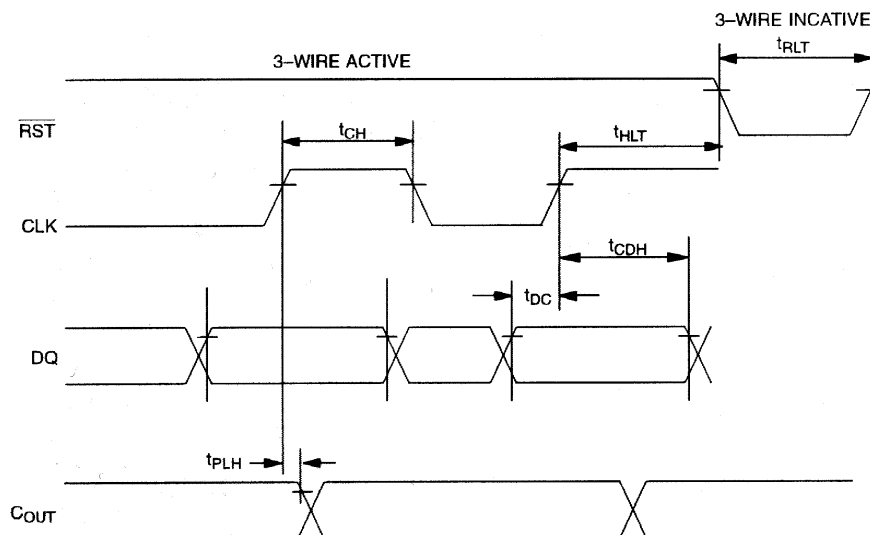 3–WIRE INCATIVE
tRLT
3–WIRE ACTIVE
RST
tCH
tHLT
CLK
tCDH
tDC
DQ
tPLH
COUT